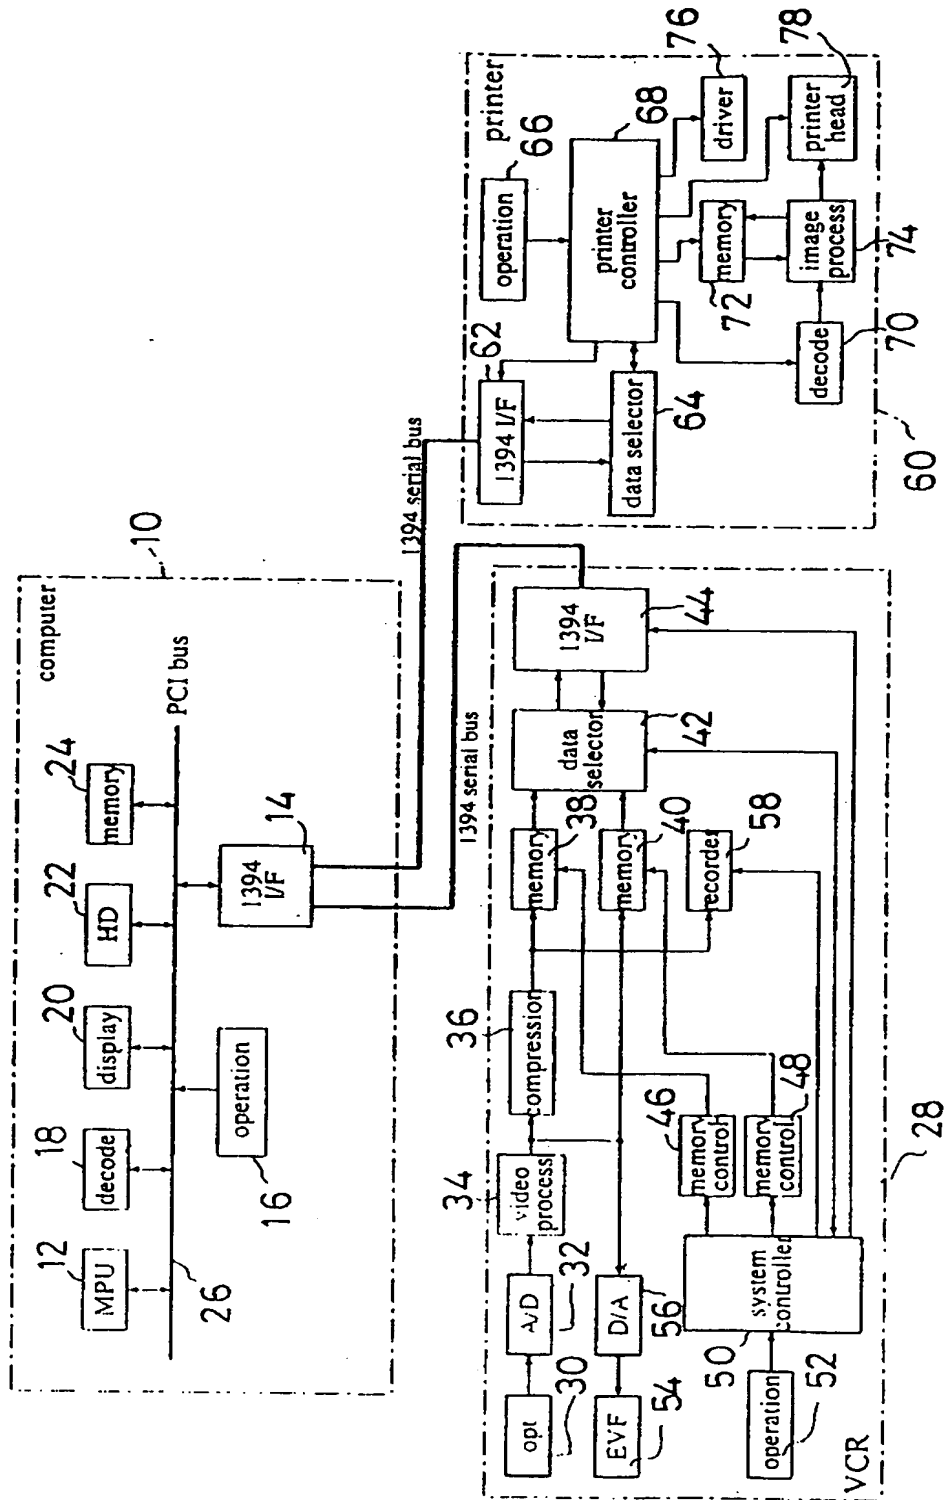 10
computer
12
MPU
18
decode
20
display
22
HD
24
memory
PCI bus
26
16
operation
14
1394
I/F
1394 serial bus
1394 serial bus
printer
66
operation
62
1394 I/F
68
printer
controller
64
data selector
76
driver
78
printer
head
72
memory
74
image
process
70
decode
60
VCR
28
30
opt
32
A/D
34
video
process
36
compression
38
memory
40
memory
42
data
selector
44
1394
I/F
58
recorder
54
EVF
56
D/A
46
memory
control
48
memory
control
50
system
controller
52
operation